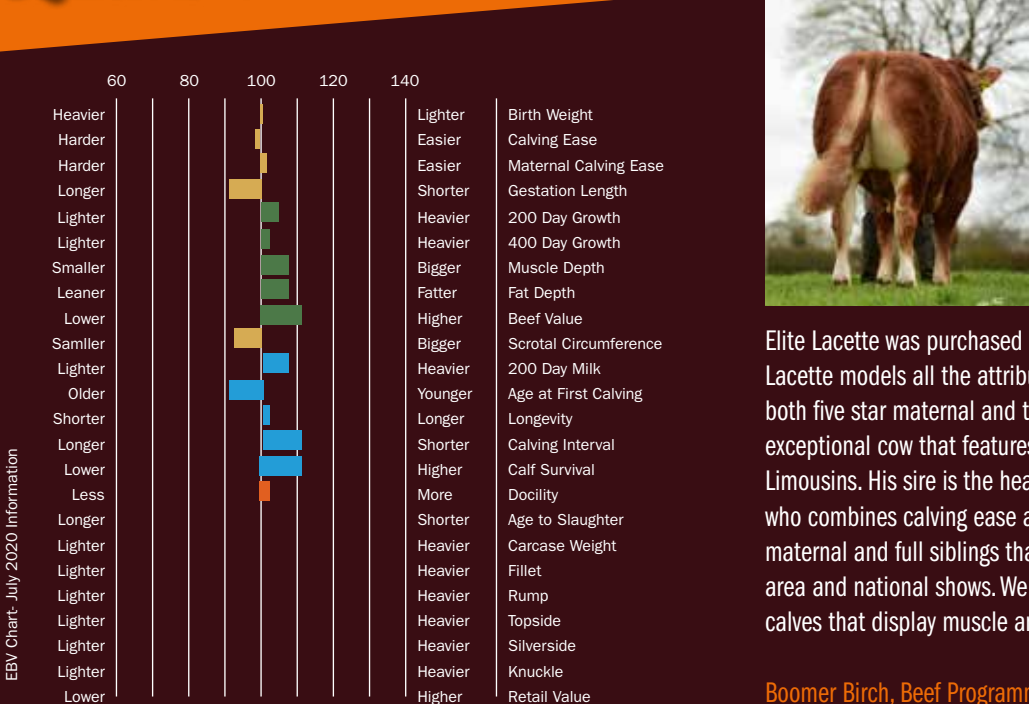 60 80 100 120 140
Heavier Lighter Birth Weight
Harder Easier Calving Ease
Harder Easier Maternal Calving Ease
Longer Shorter Gestation Length
Lighter Heavier 200 Day Growth
Lighter Heavier 400 Day Growth
Smaller Bigger Muscle Depth
Leaner Fatter Fat Depth
Lower Higher Beef Value
Samller Bigger Scrotal Circumference
Lighter Heavier 200 Day Milk
Older Younger Age at First Calving
Shorter Longer Longevity
Longer Shorter Calving Interval
Lower Higher Calf Survival
Less More Docility
Longer Shorter Age to Slaughter
Lighter Heavier Carcase Weight
Lighter Heavier Fillet
Lighter Heavier Rump
Lighter Heavier Topside
Lighter Heavier Silverside
Lighter Heavier Knuckle
Lower Higher Retail Value
EBV Chart- July 2020 Information
Elite Lacette was purchased
Lacette models all the attrib
both five star maternal and t
exceptional cow that features
Limousins. His sire is the hea
who combines calving ease a
maternal and full siblings tha
area and national shows. We
calves that display muscle a
Boomer Birch, Beef Program